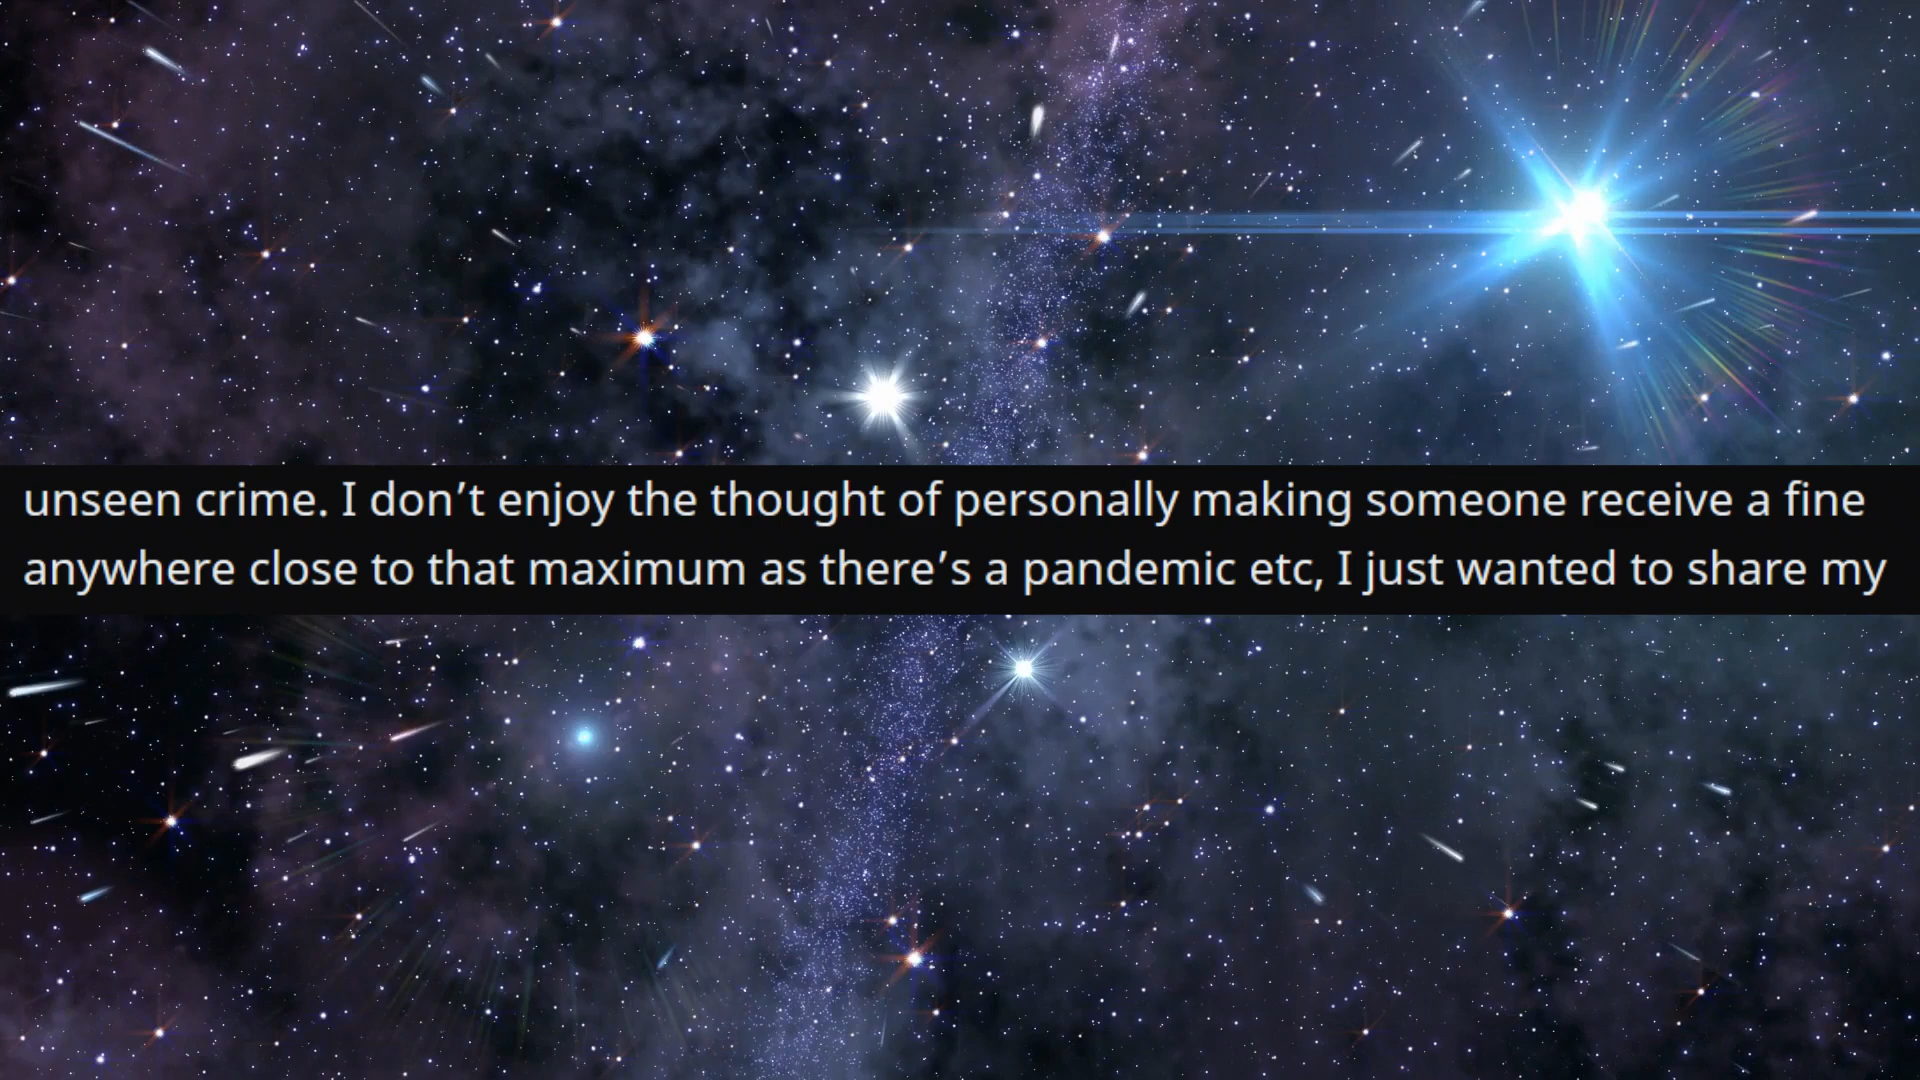 unseen crime. I don’t enjoy the thought of personally making someone receive a fine
anywhere close to that maximum as there’s a pandemic etc, I just wanted to share my